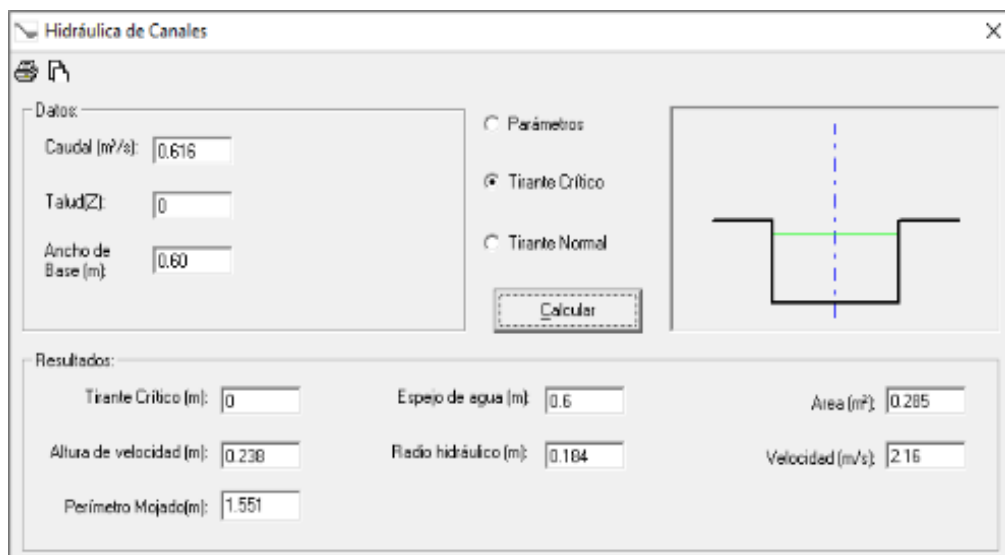 Hidráulica de Canales
Datos:
Caudal (m³/s): 0.616
Talud(Z): 0
Ancho de
Base (m): 0.60
Parámetros
Tirante Crítico
Tirante Normal
Calcular
Resultados:
Tirante Crítico (m): 0 Espejo de agua (m): 0.6 Area (m²): 0.285
Altura de velocidad (m): 0.238 Radio hidráulico (m): 0.184 Velocidad (m/s): 2.16
Perímetro Mojado(m): 1.551